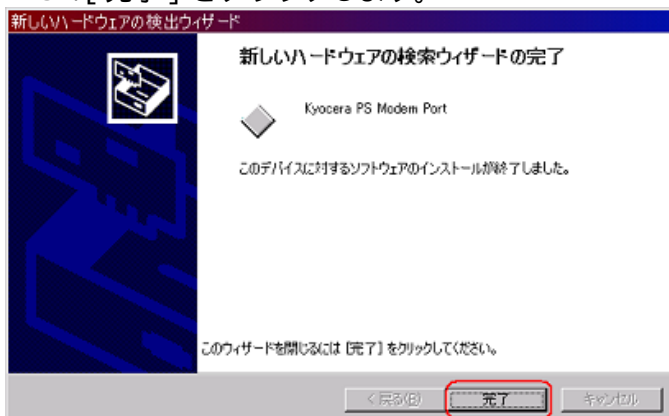 新しいハードウェアの検出ウィザード
新しいハードウェアの検索ウィザードの完了
Kyocera PS Modem Port
このデバイスに対するソフトウェアのインストールが終了しました。
このウィザードを閉じるには [完了] をクリックしてください。
< 戻る(B) 完了 キャンセル